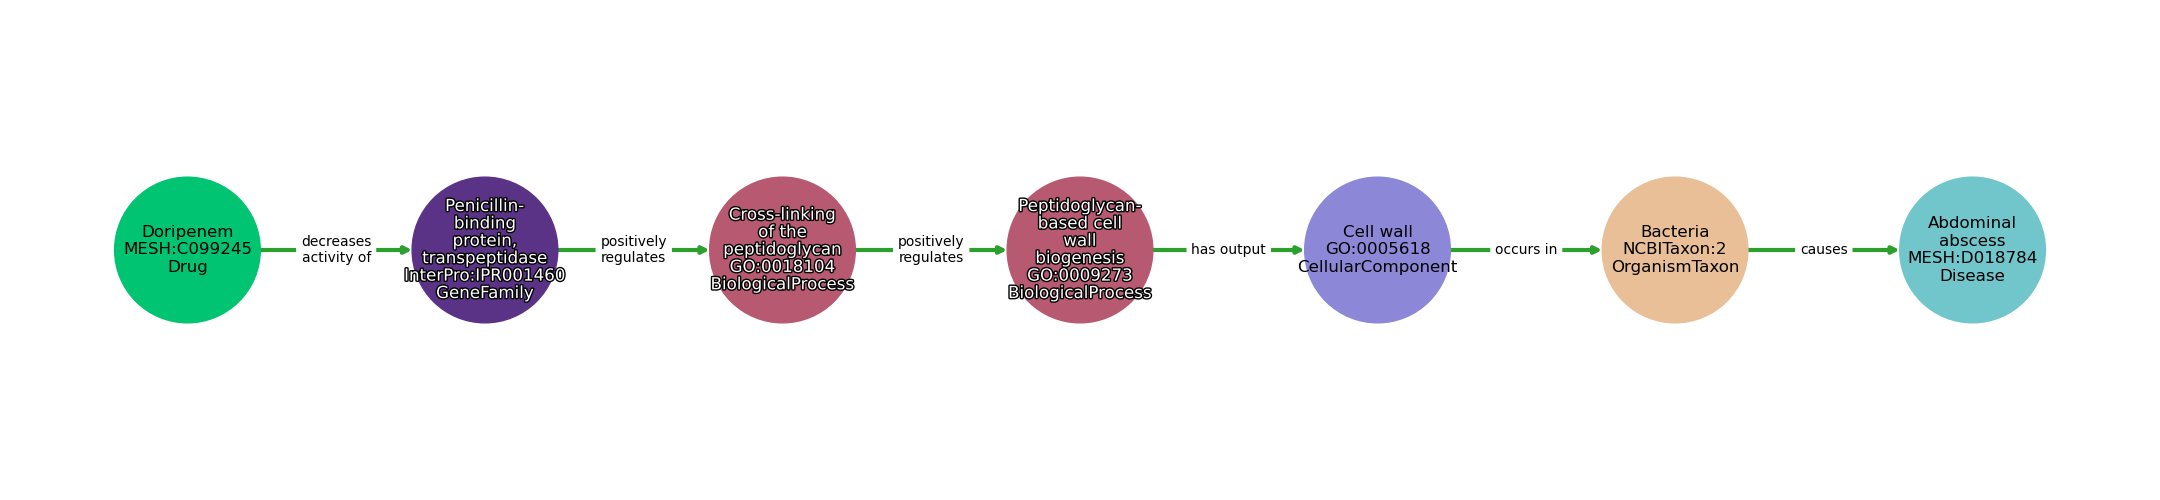 Doripenem
MESH:C099245
Drug
decreases
activity of
Penicillin-
binding
protein,
transpeptidase
InterPro:IPR001460
GeneFamily
positively
regulates
Cross-linking
of the
peptidoglycan
GO:0018104
BiologicalProcess
positively
regulates
Peptidoglycan-
based cell
wall
biogenesis
GO:0009273
BiologicalProcess
has output
Cell wall
GO:0005618
CellularComponent
occurs in
Bacteria
NCBITaxon:2
OrganismTaxon
causes
Abdominal
abscess
MESH:D018784
Disease